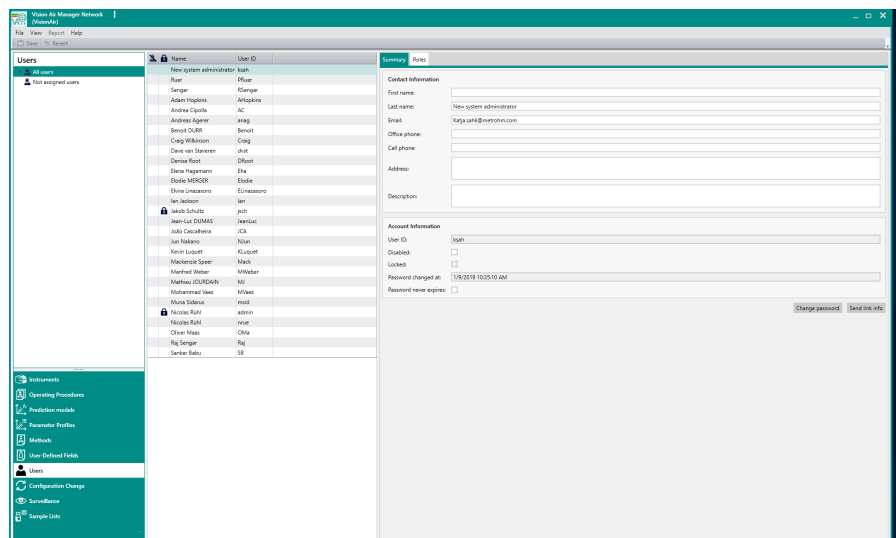 Vision Air Manager Network
(VisionAir)
File View Report Help
Save Revert
Users
All users
Not assigned users
Instruments
Operating Procedures
Prediction models
Parameter Profiles
Methods
User-Defined Fields
Users
Configuration Change
Surveillance
Sample Lists
Name User ID
New system administrator ksah
Ruer PRuer
Sengar RSengar
Adam Hopkins AHopkins
Andrea Cipolla AC
Andreas Agerer anag
Benoit DURR Benoit
Craig Wilkinson Craig
Dave van Staveren dvst
Denise Root DRoot
Elena Hagemann Eha
Elodie MERGER Elodie
Elvira Linazasoro ELinazasoro
Ian Jackson Ian
Jakob Schultz jsch
Jean-Luc DUMAS JeanLuc
João Cascalheira JCA
Jun Nakano NJun
Kevin Luquet KLuquet
Mackenzie Speer Mack
Manfred Weber MWeber
Mathieu JOURDAIN MJ
Mohammad Vaez MVaez
Muna Sidarus msid
Nicolas Rühl admin
Nicolas Rühl nrue
Oliver Maas OMa
Raj Sengar Raj
Sankar Babu SB
Summary Roles
Contact Information
First name:
Last name: New system administrator
Email: Katja.sahli@metrohm.com
Office phone:
Cell phone:
Address:
Description:
Account Information
User ID: ksah
Disabled:
Locked:
Password changed at: 1/9/2019 10:35:10 AM
Password never expires:
Change password Send link info